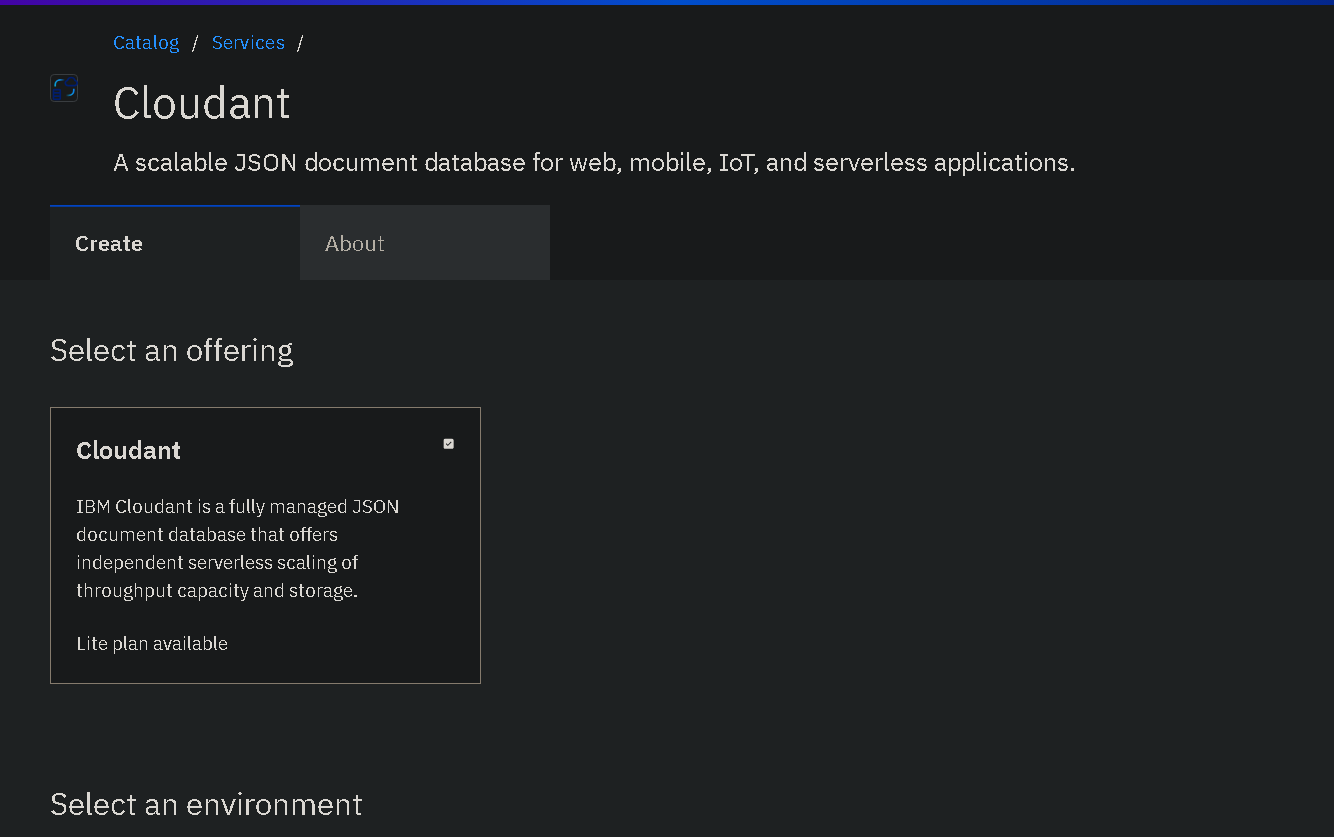 Catalog / Services /
Cloudant
A scalable JSON document database for web, mobile, IoT, and serverless applications.
Create
About
Select an offering
Cloudant
IBM Cloudant is a fully managed JSON
document database that offers
independent serverless scaling of
throughput capacity and storage.
Lite plan available
Select an environment